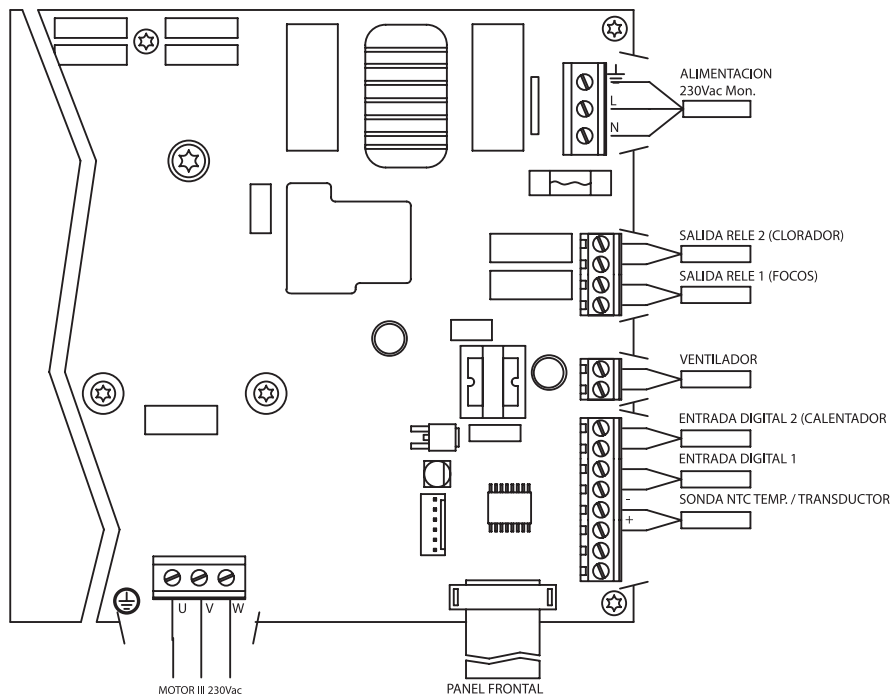 ALIMENTACION
230Vac Mon.
L
N
SALIDA RELE 2 (CLORADOR)
SALIDA RELE 1 (FOCOS)
VENTILADOR
ENTRADA DIGITAL 2 (CALENTADOR
ENTRADA DIGITAL 1
-
SONDA NTC TEMP. / TRANSDUCTOR
+
U V W
MOTOR III 230Vac
PANEL FRONTAL